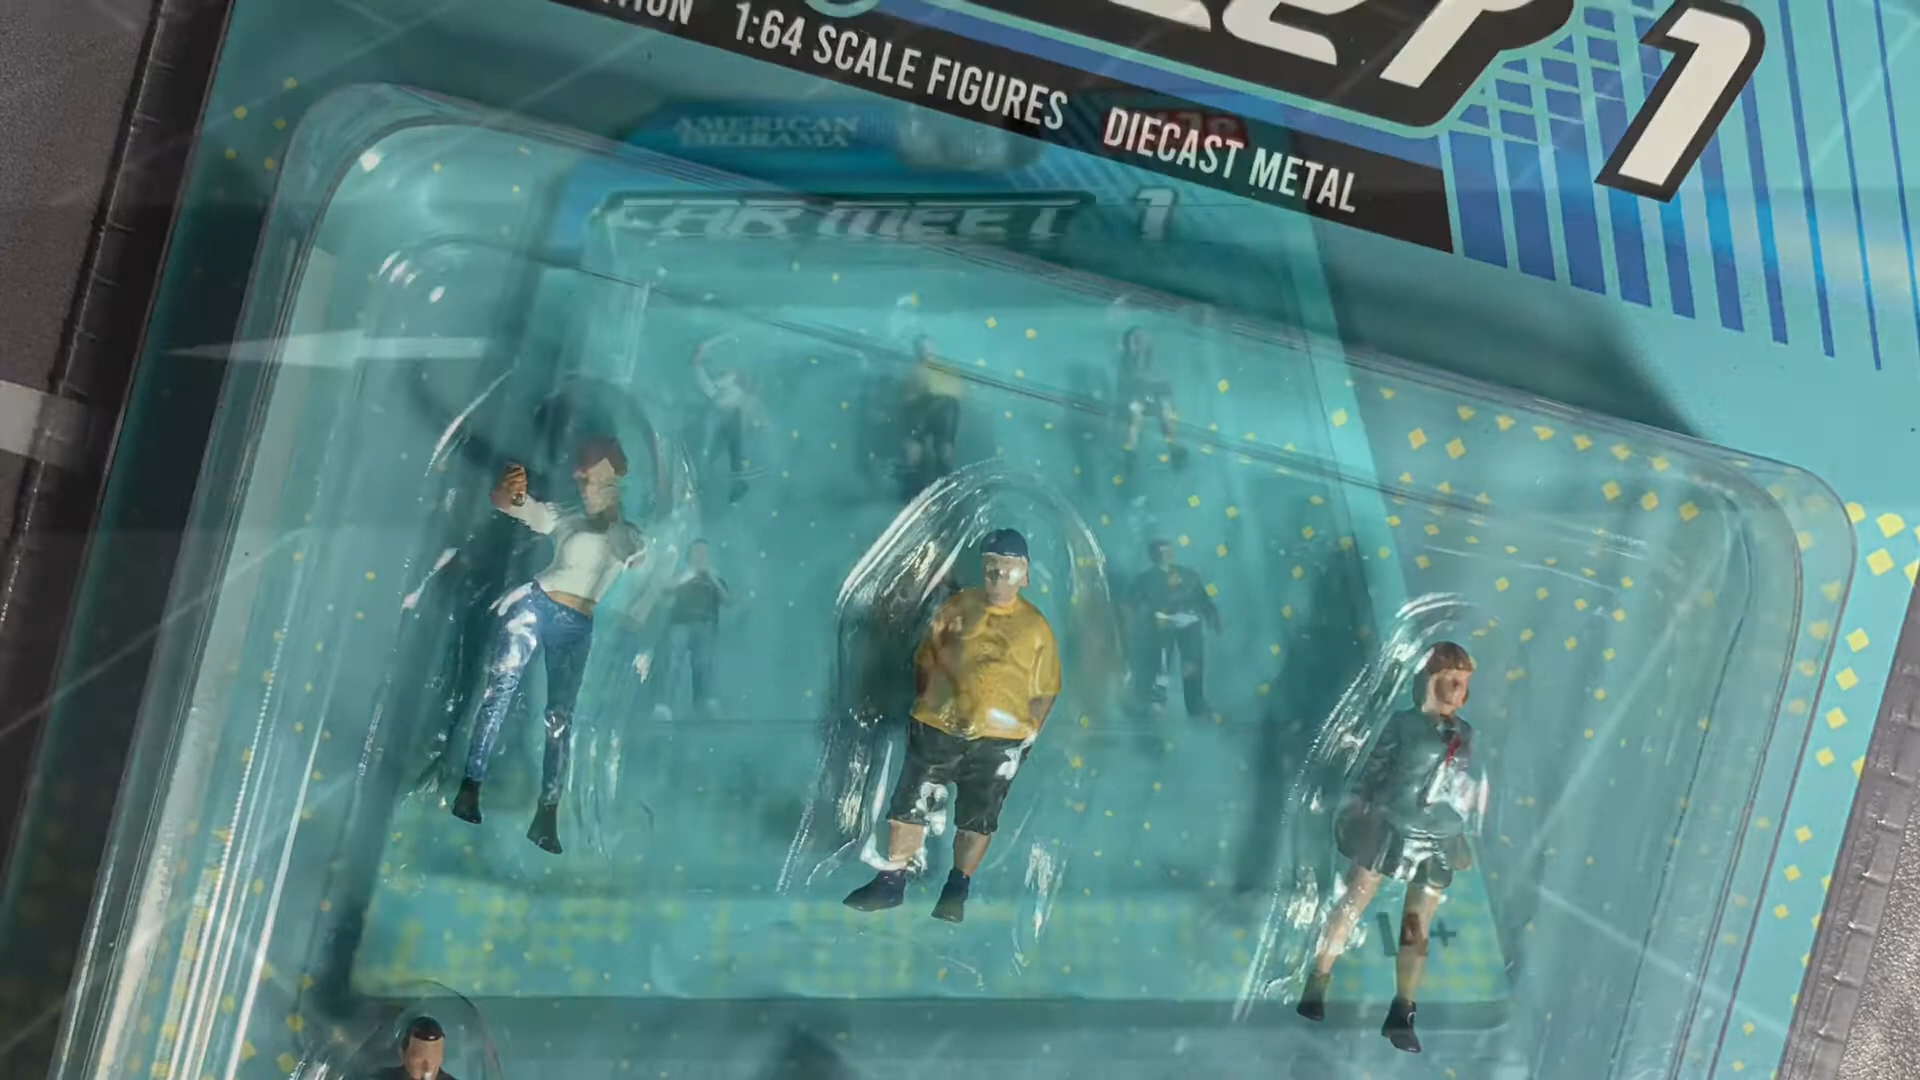 1:64 SCALE FIGURES DIECAST METAL
1
AMERICAN
DIORAMA
CAR MEET 1